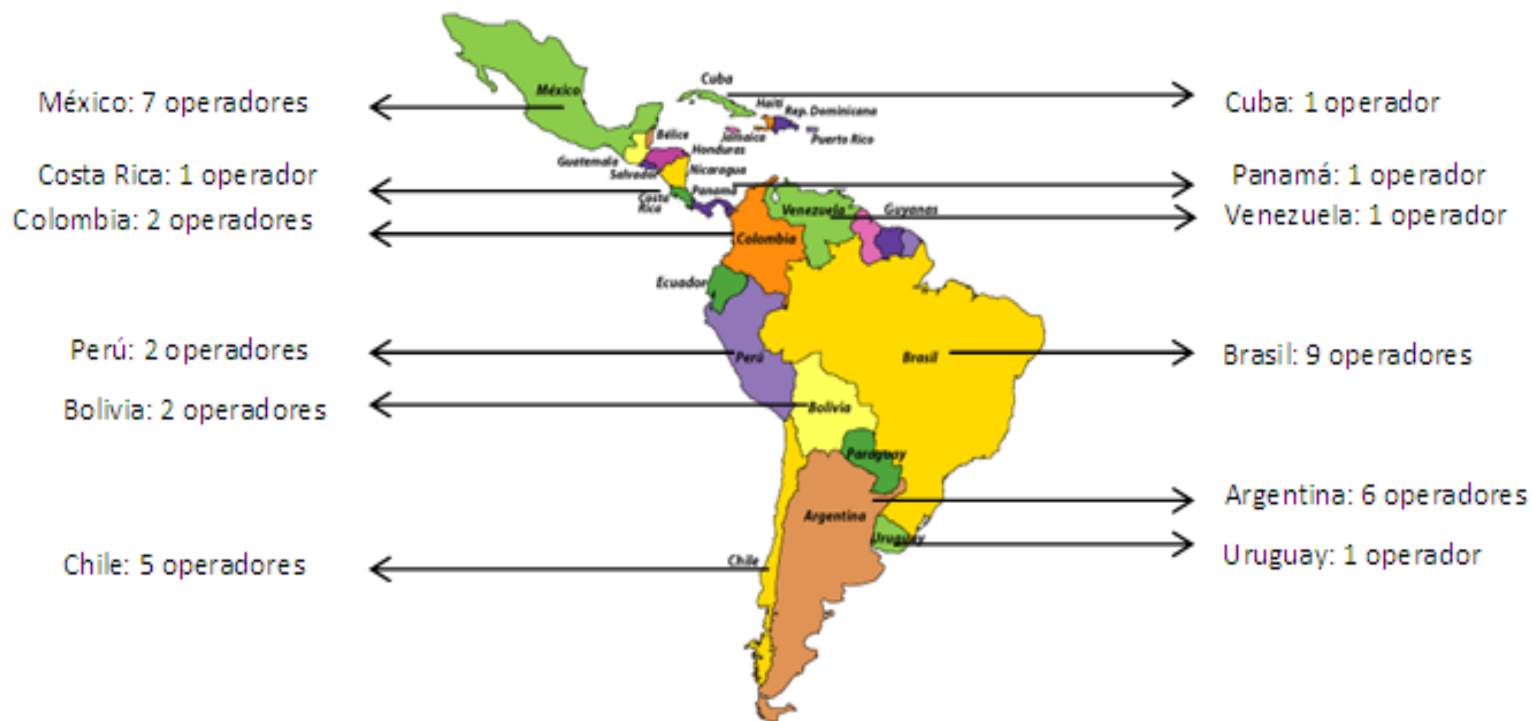 México: 7 operadores
Costa Rica: 1 operador
Colombia: 2 operadores
Perú: 2 operadores
Bolivia: 2 operadores
Chile: 5 operadores
México
Cuba
Haití
Rep. Dominicana
Jamaica
Puerto Rico
Bélice
Guatemala
Honduras
Salvador
Nicaragua
Costa
Rica
Panamá
Venezuela
Guyanas
Colombia
Ecuador
Perú
Brasil
Bolivia
Paraguay
Argentina
Uruguay
Chile
Cuba: 1 operador
Panamá: 1 operador
Venezuela: 1 operador
Brasil: 9 operadores
Argentina: 6 operadores
Uruguay: 1 operador